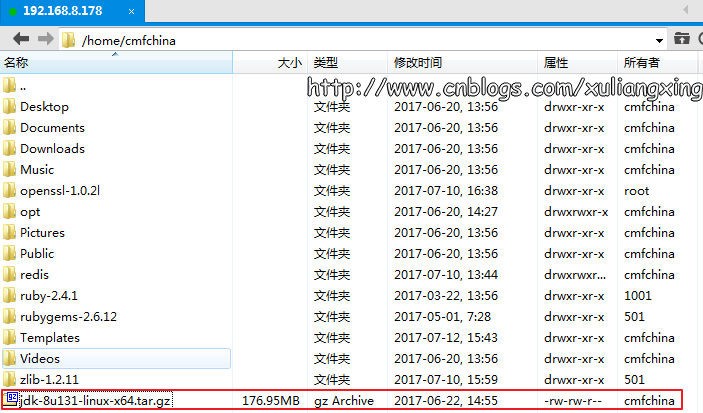 192.168.8.178 ×
/home/cmfchina
名称 大小 类型 修改时间 属性 所有者
http://www.cnblogs.com/xuliangxing
..
Desktop 文件夹 2017-06-20, 13:56 drwxr-xr-x cmfchina
Documents 文件夹 2017-06-20, 13:56 drwxr-xr-x cmfchina
Downloads 文件夹 2017-06-20, 13:56 drwxr-xr-x cmfchina
Music 文件夹 2017-06-20, 13:56 drwxr-xr-x cmfchina
openssl-1.0.2l 文件夹 2017-07-10, 16:38 drwxr-xr-x root
opt 文件夹 2017-06-20, 14:27 drwxrwxr-x cmfchina
Pictures 文件夹 2017-06-20, 13:56 drwxr-xr-x cmfchina
Public 文件夹 2017-06-20, 13:56 drwxr-xr-x cmfchina
redis 文件夹 2017-07-10, 13:44 drwxrwxr... cmfchina
ruby-2.4.1 文件夹 2017-03-22, 13:56 drwxr-xr-x 1001
rubygems-2.6.12 文件夹 2017-05-01, 7:28 drwxr-xr-x 501
Templates 文件夹 2017-07-12, 15:43 drwxr-xr-x cmfchina
Videos 文件夹 2017-06-20, 13:56 drwxr-xr-x cmfchina
zlib-1.2.11 文件夹 2017-07-10, 15:59 drwxr-xr-x 501
jdk-8u131-linux-x64.tar.gz 176.95MB gz Archive 2017-06-22, 14:55 -rw-rw-r-- cmfchina